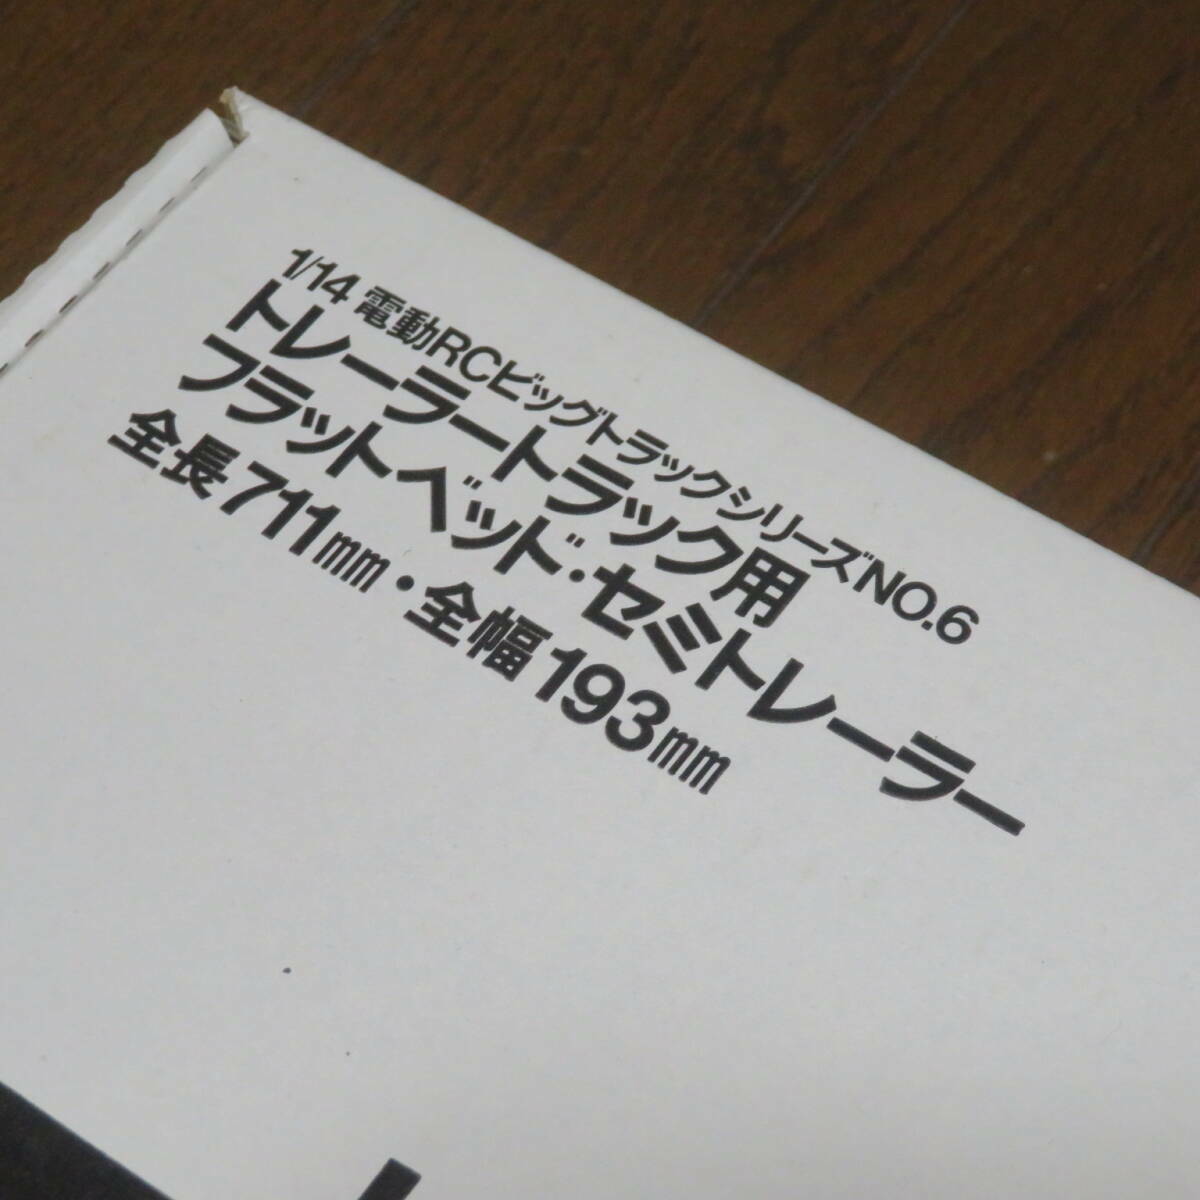 1/14 電動RCビッグトラックシリーズNO.6
トレーラートラック用
フラットベッド・セミトレーラー
全長711mm・全幅193mm